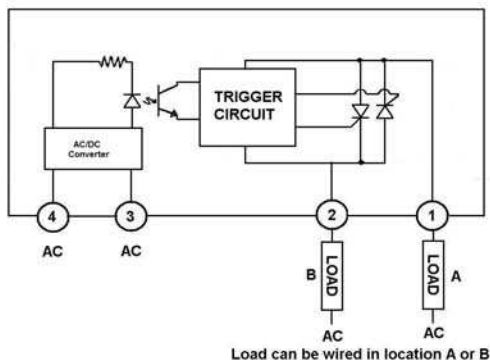 TRIGGER
CIRCUIT
AC/DC
Converter
4
3
2
1
AC
AC
B
LOAD
LOAD
A
AC
AC
Load can be wired in location A or B